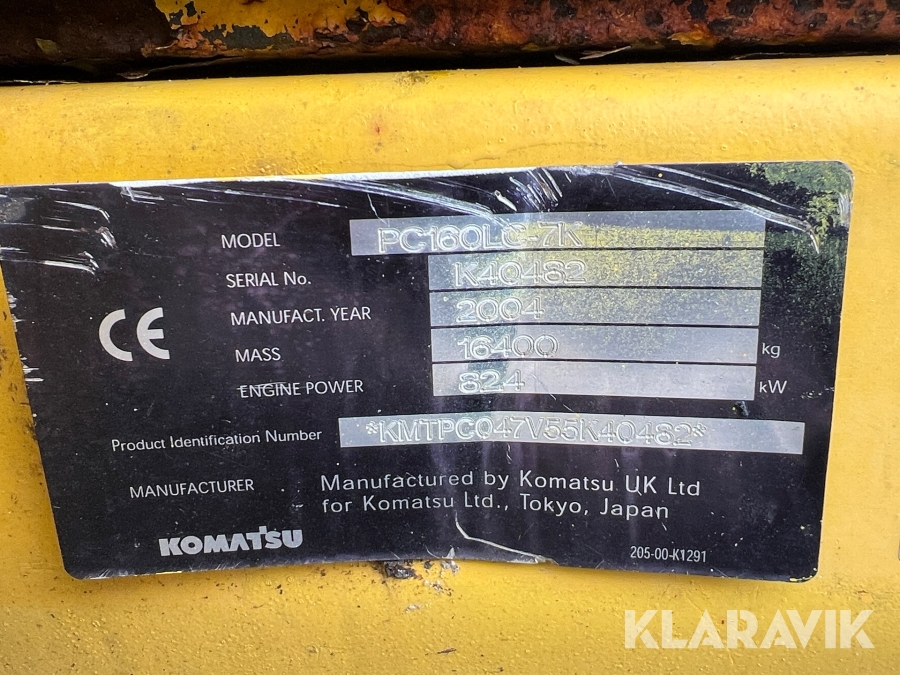 MODEL PC160LC-7K
SERIAL No. K40482
MANUFACT. YEAR 2004
MASS 16400 kg
ENGINE POWER 82.4 kW
Product Identification Number *KMTPC047V55K40482*
MANUFACTURER Manufactured by Komatsu UK Ltd
for Komatsu Ltd., Tokyo, Japan
CE
KOMATSU
205-00-K1291
KLARAVIK